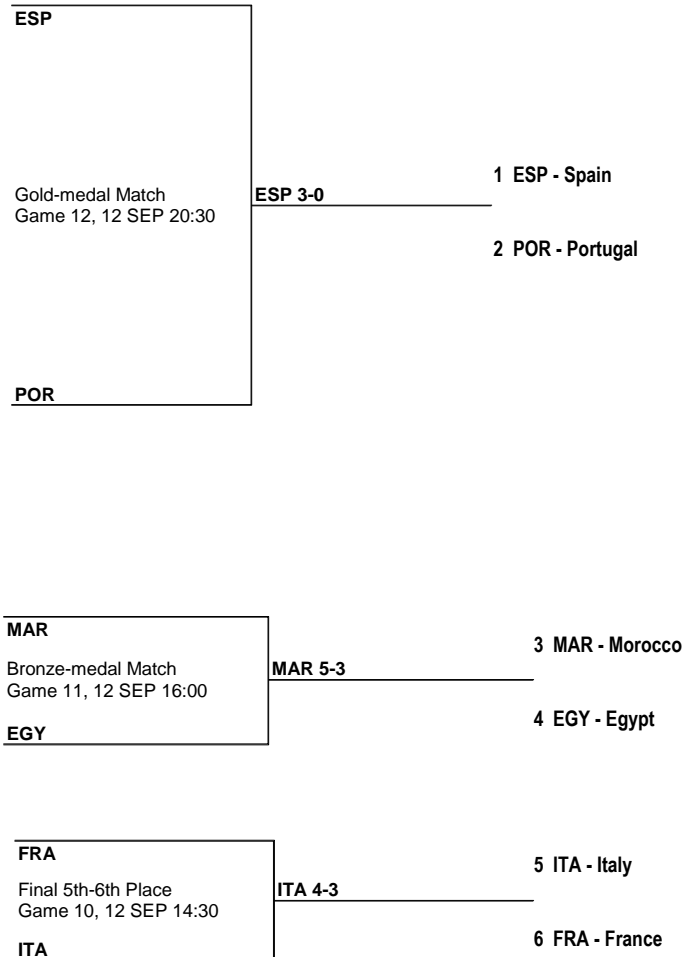 ESP
Gold-medal Match
Game 12, 12 SEP 20:30
POR
ESP 3-0
1 ESP - Spain
2 POR - Portugal
MAR
Bronze-medal Match
Game 11, 12 SEP 16:00
EGY
MAR 5-3
3 MAR - Morocco
4 EGY - Egypt
FRA
Final 5th-6th Place
Game 10, 12 SEP 14:30
ITA
ITA 4-3
5 ITA - Italy
6 FRA - France